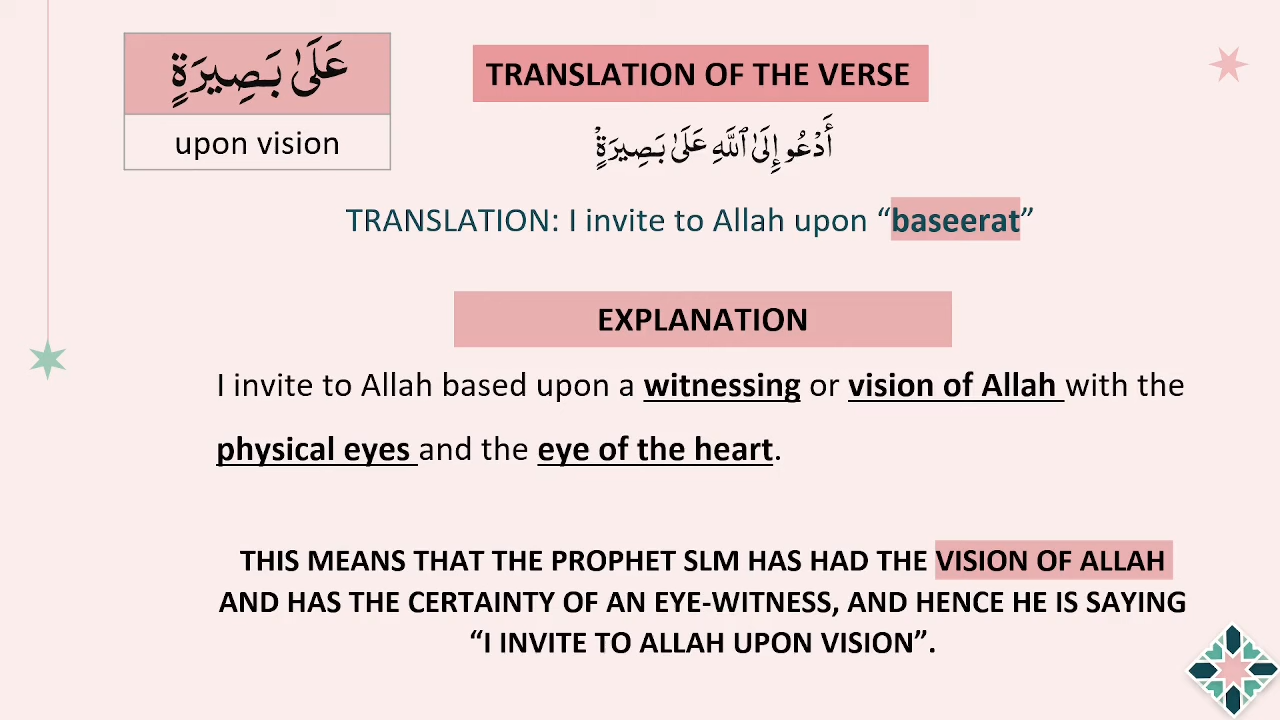 عَلَىٰ بَصِيرَةٍ
upon vision
TRANSLATION OF THE VERSE
أَدْعُو إِلَى ٱللَّهِ عَلَىٰ بَصِيرَةٍۢ
TRANSLATION: I invite to Allah upon “baseerat”
EXPLANATION
I invite to Allah based upon a witnessing or vision of Allah with the
physical eyes and the eye of the heart.
THIS MEANS THAT THE PROPHET SLM HAS HAD THE VISION OF ALLAH
AND HAS THE CERTAINTY OF AN EYE-WITNESS, AND HENCE HE IS SAYING
“I INVITE TO ALLAH UPON VISION”.